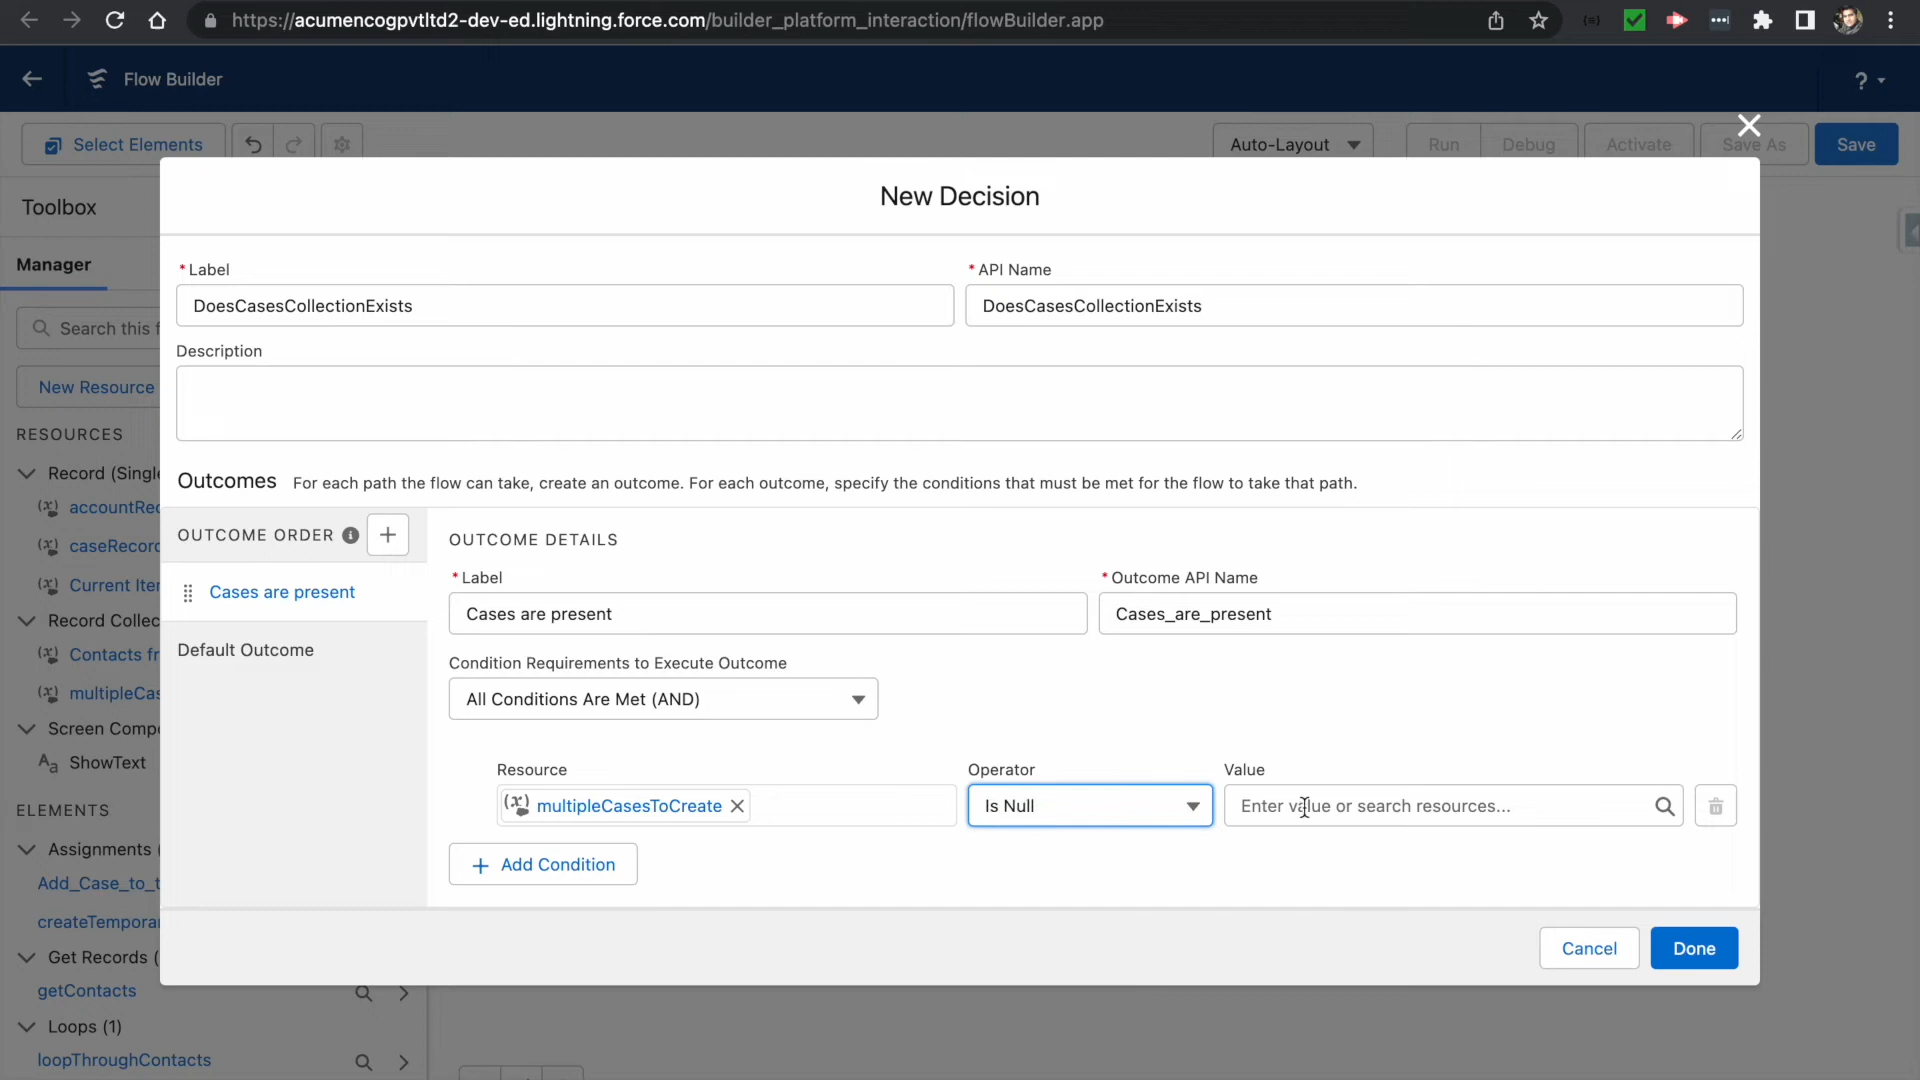 https://acumencogpvtltd2-dev-ed.lightning.force.com/builder_platform_interaction/flowBuilder.app
Flow Builder
?
Select Elements
Auto-Layout
Run
Debug
Activate
Save As
Save
Toolbox
New Decision
Manager
* Label
DoesCasesCollectionExists
* API Name
DoesCasesCollectionExists
Search this f
Description
New Resource
RESOURCES
Record (Single
accountRec
caseRecord
Current Iter
Record Collec
Contacts fr
multipleCas
Screen Compo
Aa ShowText
ELEMENTS
Assignments (
Add_Case_to_t
createTemporar
Get Records (
getContacts
Loops (1)
loopThroughContacts
Outcomes For each path the flow can take, create an outcome. For each outcome, specify the conditions that must be met for the flow to take that path.
OUTCOME ORDER
Cases are present
Default Outcome
OUTCOME DETAILS
* Label
Cases are present
* Outcome API Name
Cases_are_present
Condition Requirements to Execute Outcome
All Conditions Are Met (AND)
Resource
multipleCasesToCreate
Operator
Is Null
Value
Enter value or search resources...
+ Add Condition
Cancel
Done